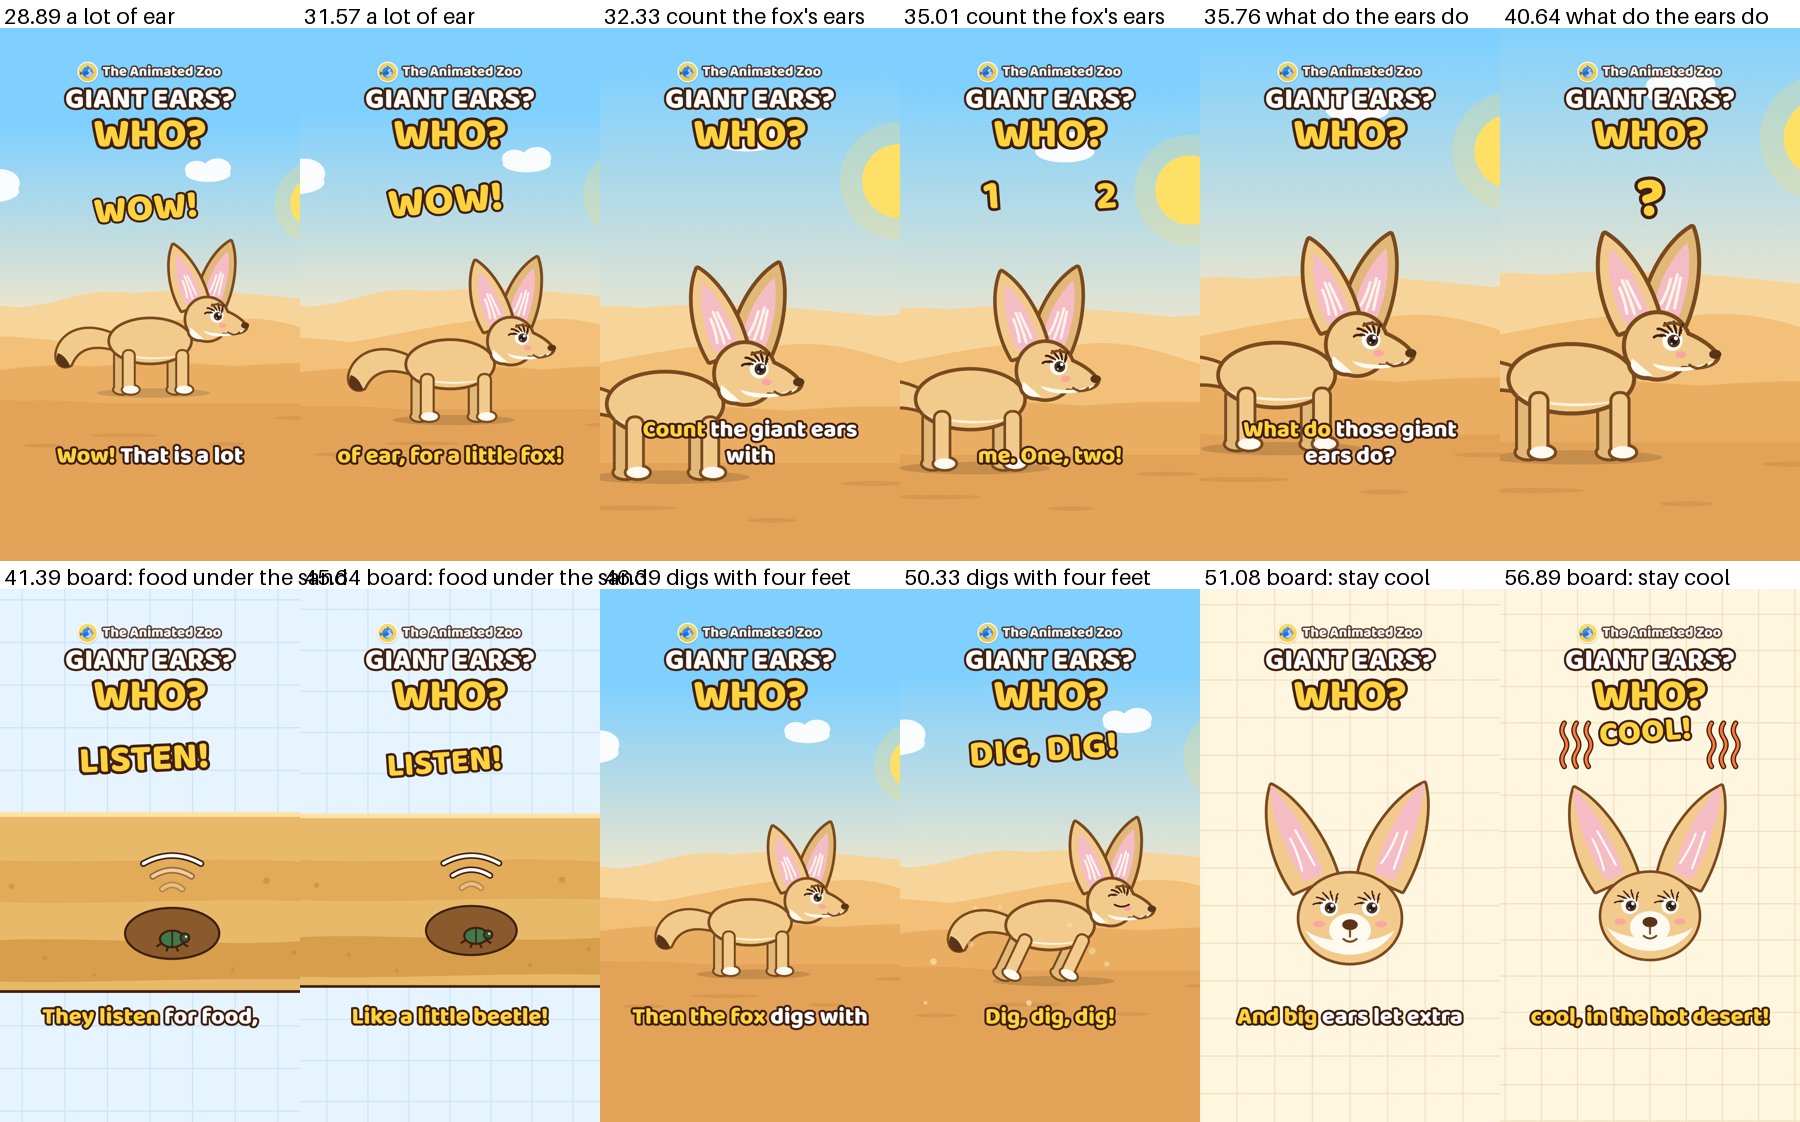 28.89 a lot of ear
The Animated Zoo
GIANT EARS?
WHO?
WOW!
Wow! That is a lot
31.57 a lot of ear
The Animated Zoo
GIANT EARS?
WHO?
WOW!
of ear, for a little fox!
32.33 count the fox's ears
The Animated Zoo
GIANT EARS?
WHO?
Count the giant ears
with
35.01 count the fox's ears
The Animated Zoo
GIANT EARS?
WHO?
1 2
me. One, two!
35.76 what do the ears do
The Animated Zoo
GIANT EARS?
WHO?
What do those giant
ears do?
40.64 what do the ears do
The Animated Zoo
GIANT EARS?
WHO?
?
41.39 board: food under the sand
The Animated Zoo
GIANT EARS?
WHO?
LISTEN!
They listen for food,
board: food under the sand
The Animated Zoo
GIANT EARS?
WHO?
LISTEN!
Like a little beetle!
digs with four feet
The Animated Zoo
GIANT EARS?
WHO?
Then the fox digs with
50.33 digs with four feet
The Animated Zoo
GIANT EARS?
WHO?
DIG, DIG!
Dig, dig, dig!
51.08 board: stay cool
The Animated Zoo
GIANT EARS?
WHO?
And big ears let extra
56.89 board: stay cool
The Animated Zoo
GIANT EARS?
WHO?
COOL!
cool, in the hot desert!